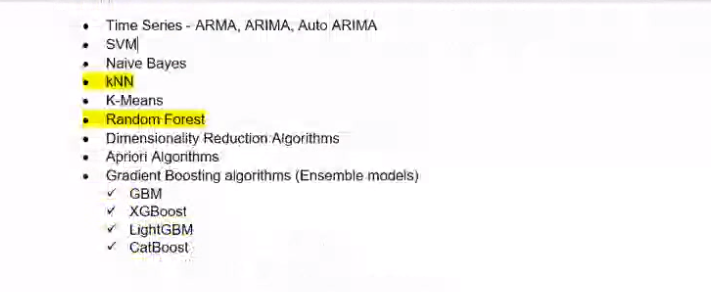 • Time Series - ARMA, ARIMA, Auto ARIMA
• SVM
• Naive Bayes
• kNN
• K-Means
• Random Forest
• Dimensionality Reduction Algorithms
• Apriori Algorithms
• Gradient Boosting algorithms (Ensemble models)
✓ GBM
✓ XGBoost
✓ LightGBM
✓ CatBoost